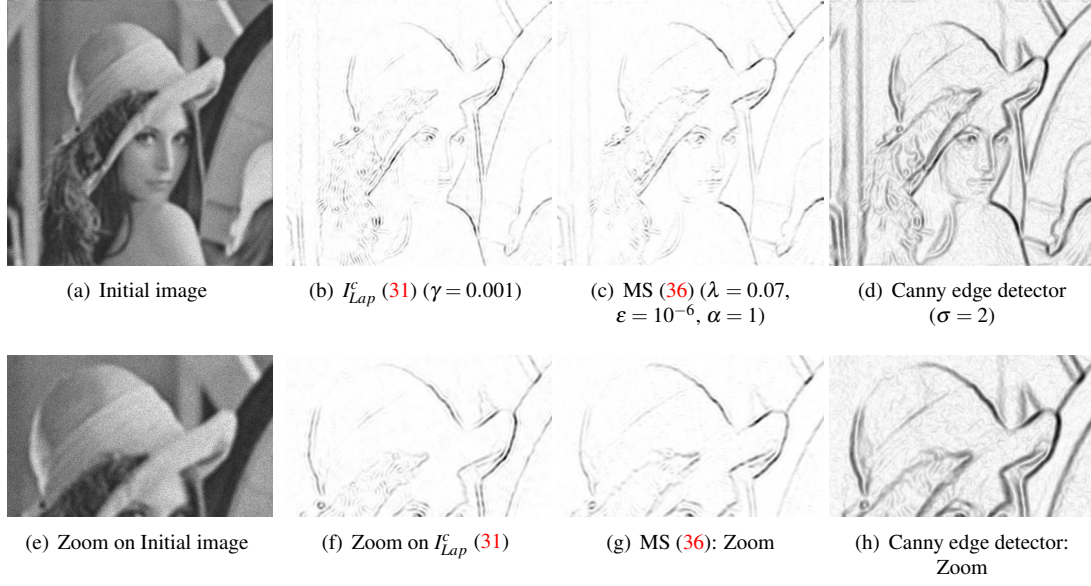 (a) Initial image
(b) I^c_Lap (31) (γ = 0.001)
(c) MS (36) (λ = 0.07,
ε = 10^−6, α = 1)
(d) Canny edge detector
(σ = 2)
(e) Zoom on Initial image
(f) Zoom on I^c_Lap (31)
(g) MS (36): Zoom
(h) Canny edge detector:
Zoom